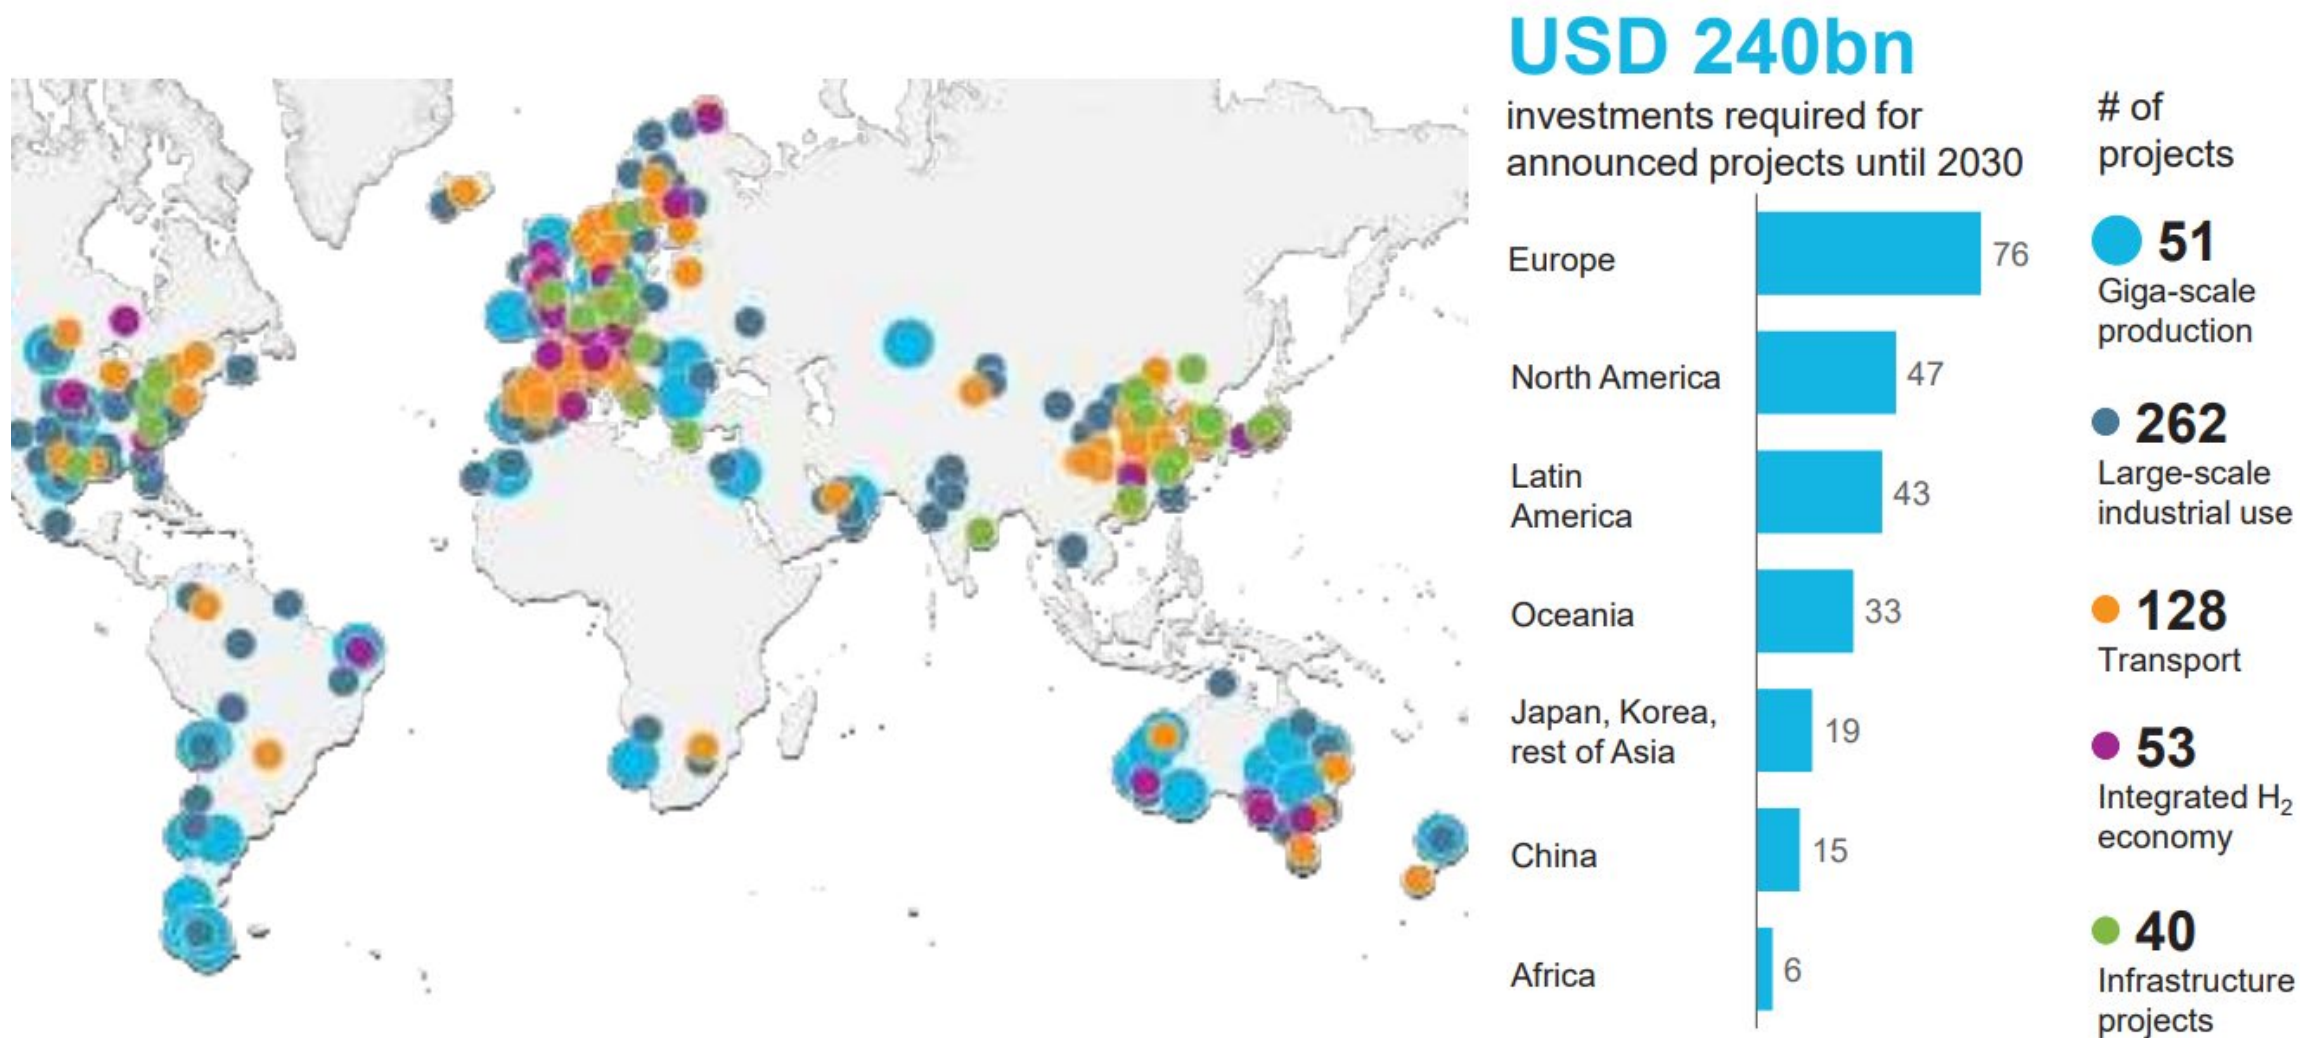 USD 240bn
investments required for
announced projects until 2030
Europe
76
North America
47
Latin
America
43
Oceania
33
Japan, Korea,
rest of Asia
19
China
15
Africa
6
# of
projects
51
Giga-scale
production
262
Large-scale
industrial use
128
Transport
53
Integrated H₂
economy
40
Infrastructure
projects